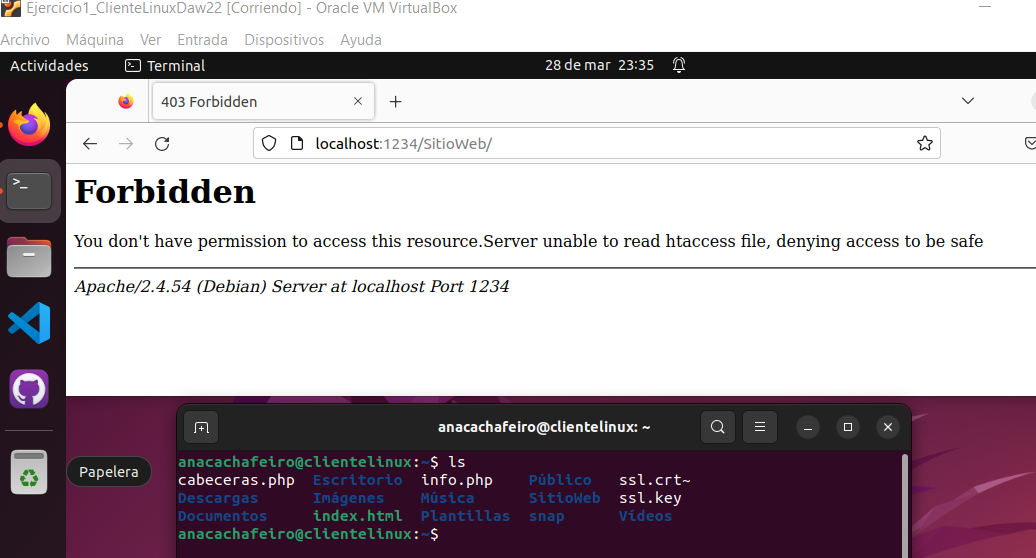 Ejercicio1_ClienteLinuxDaw22 [Corriendo] - Oracle VM VirtualBox
Archivo Máquina Ver Entrada Dispositivos Ayuda
Actividades Terminal 28 de mar 23:35
403 Forbidden
localhost:1234/SitioWeb/
Forbidden
You don't have permission to access this resource.Server unable to read htaccess file, denying access to be safe
Apache/2.4.54 (Debian) Server at localhost Port 1234
anacachafeiro@clientelinux: ~
Papelera
anacachafeiro@clientelinux:~$ ls
cabeceras.php Escritorio info.php Público ssl.crt~
Descargas Imágenes Música SitioWeb ssl.key
Documentos index.html Plantillas snap Vídeos
anacachafeiro@clientelinux:~$